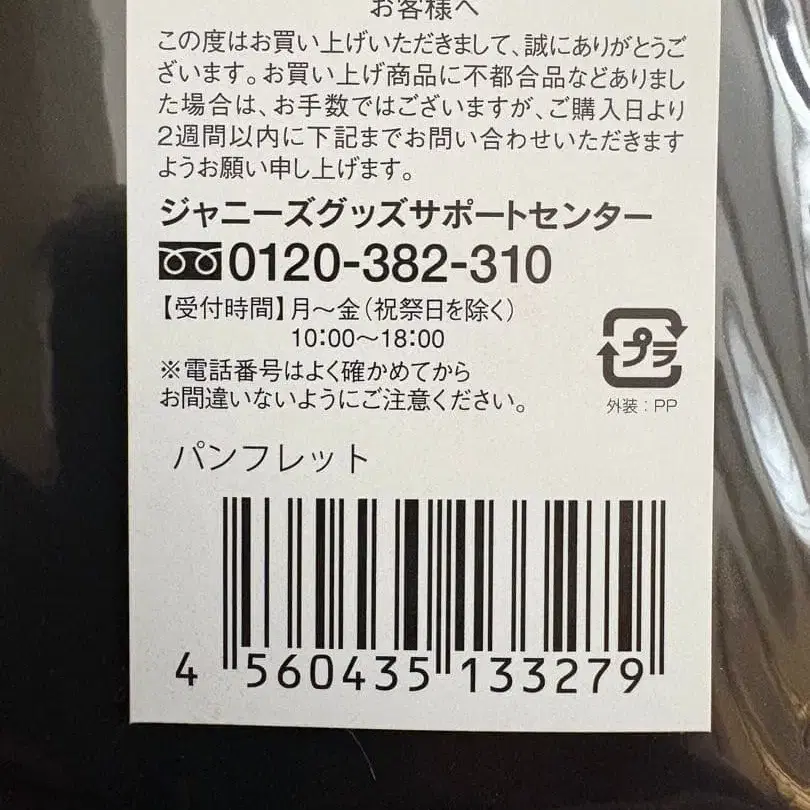 お客様へ
この度はお買い上げいただきまして、誠にありがとうご
ざいます。お買い上げ商品に不都合品などありまし
た場合は、お手数ではございますが、ご購入日より
2週間以内に下記までお問い合わせいただきます
ようお願い申し上げます。
ジャニーズグッズサポートセンター
0120-382-310
【受付時間】月～金（祝祭日を除く）
10:00～18:00
※電話番号はよく確かめてから
お間違いないようにご注意ください。
プラ
外装：PP
パンフレット
4 560435 133279